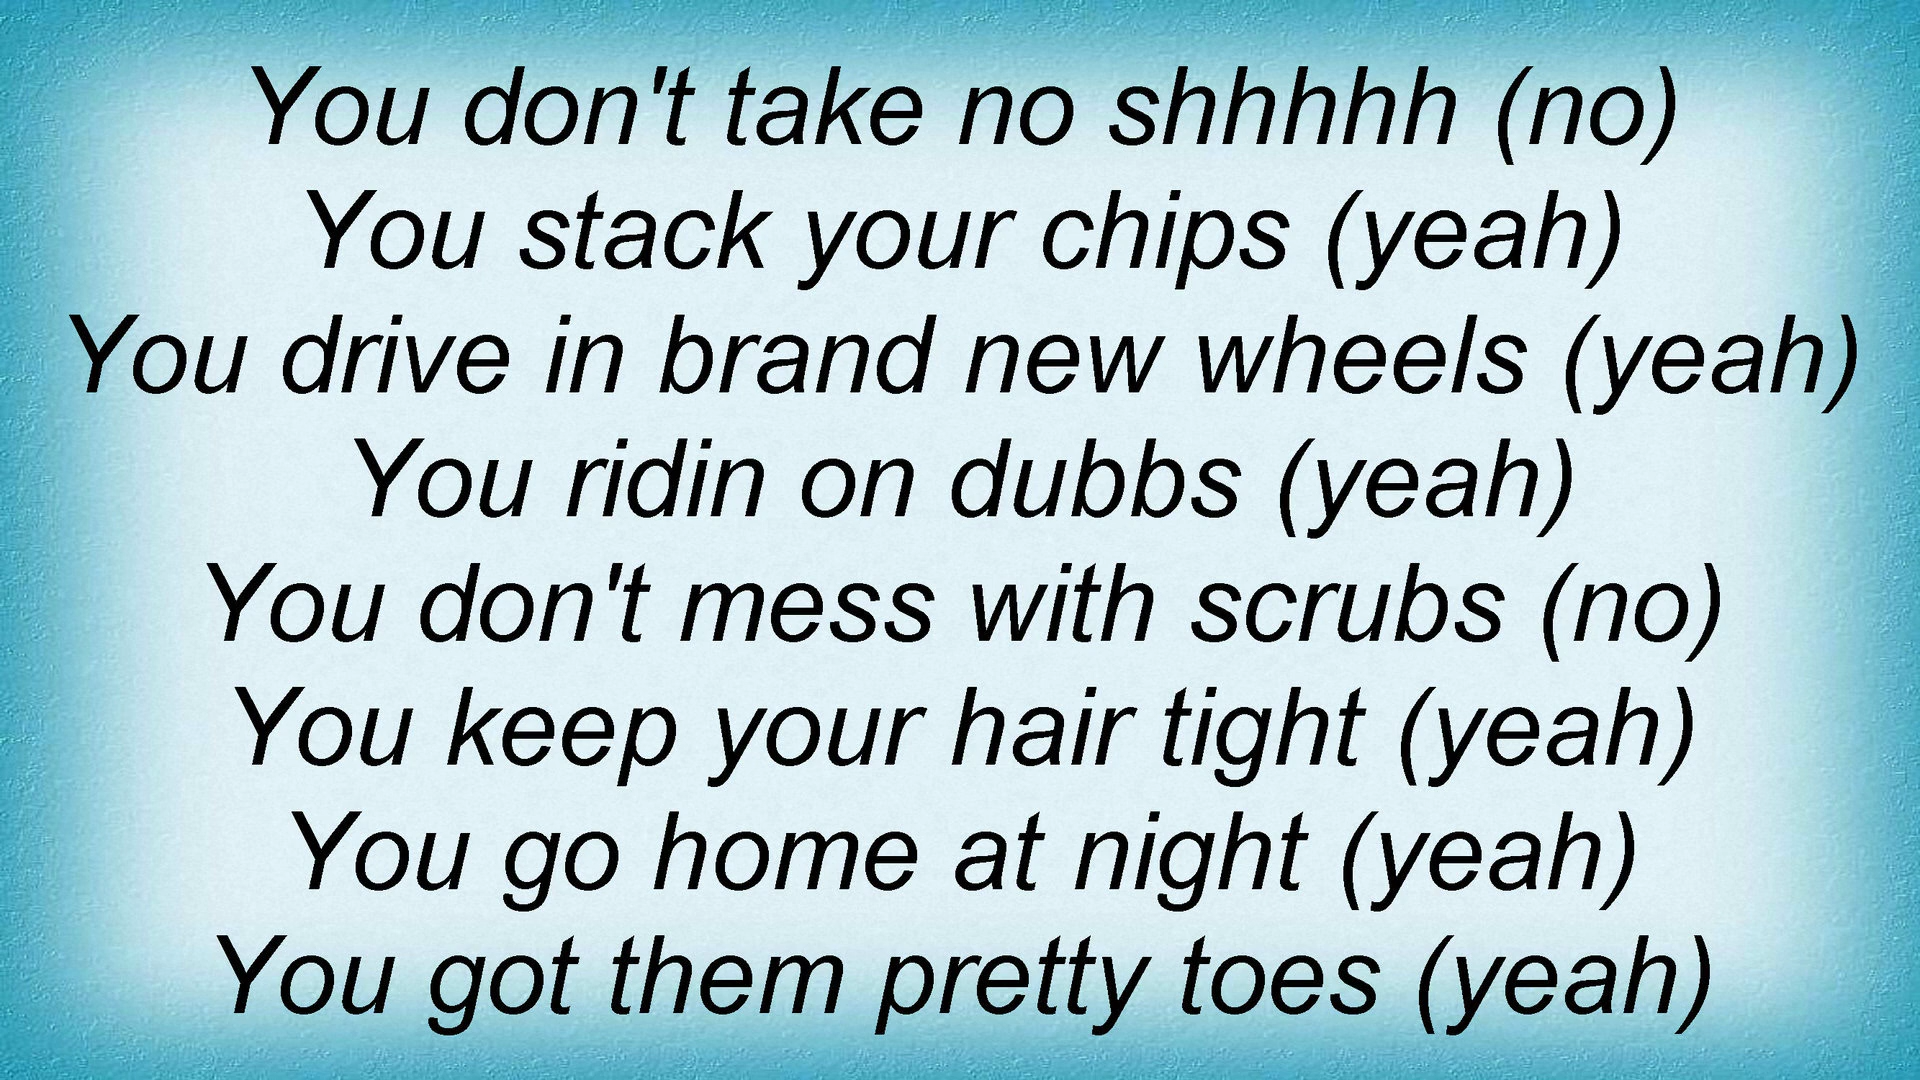 You don't take no shhhhh (no)
You stack your chips (yeah)
You drive in brand new wheels (yeah)
You ridin on dubbs (yeah)
You don't mess with scrubs (no)
You keep your hair tight (yeah)
You go home at night (yeah)
You got them pretty toes (yeah)